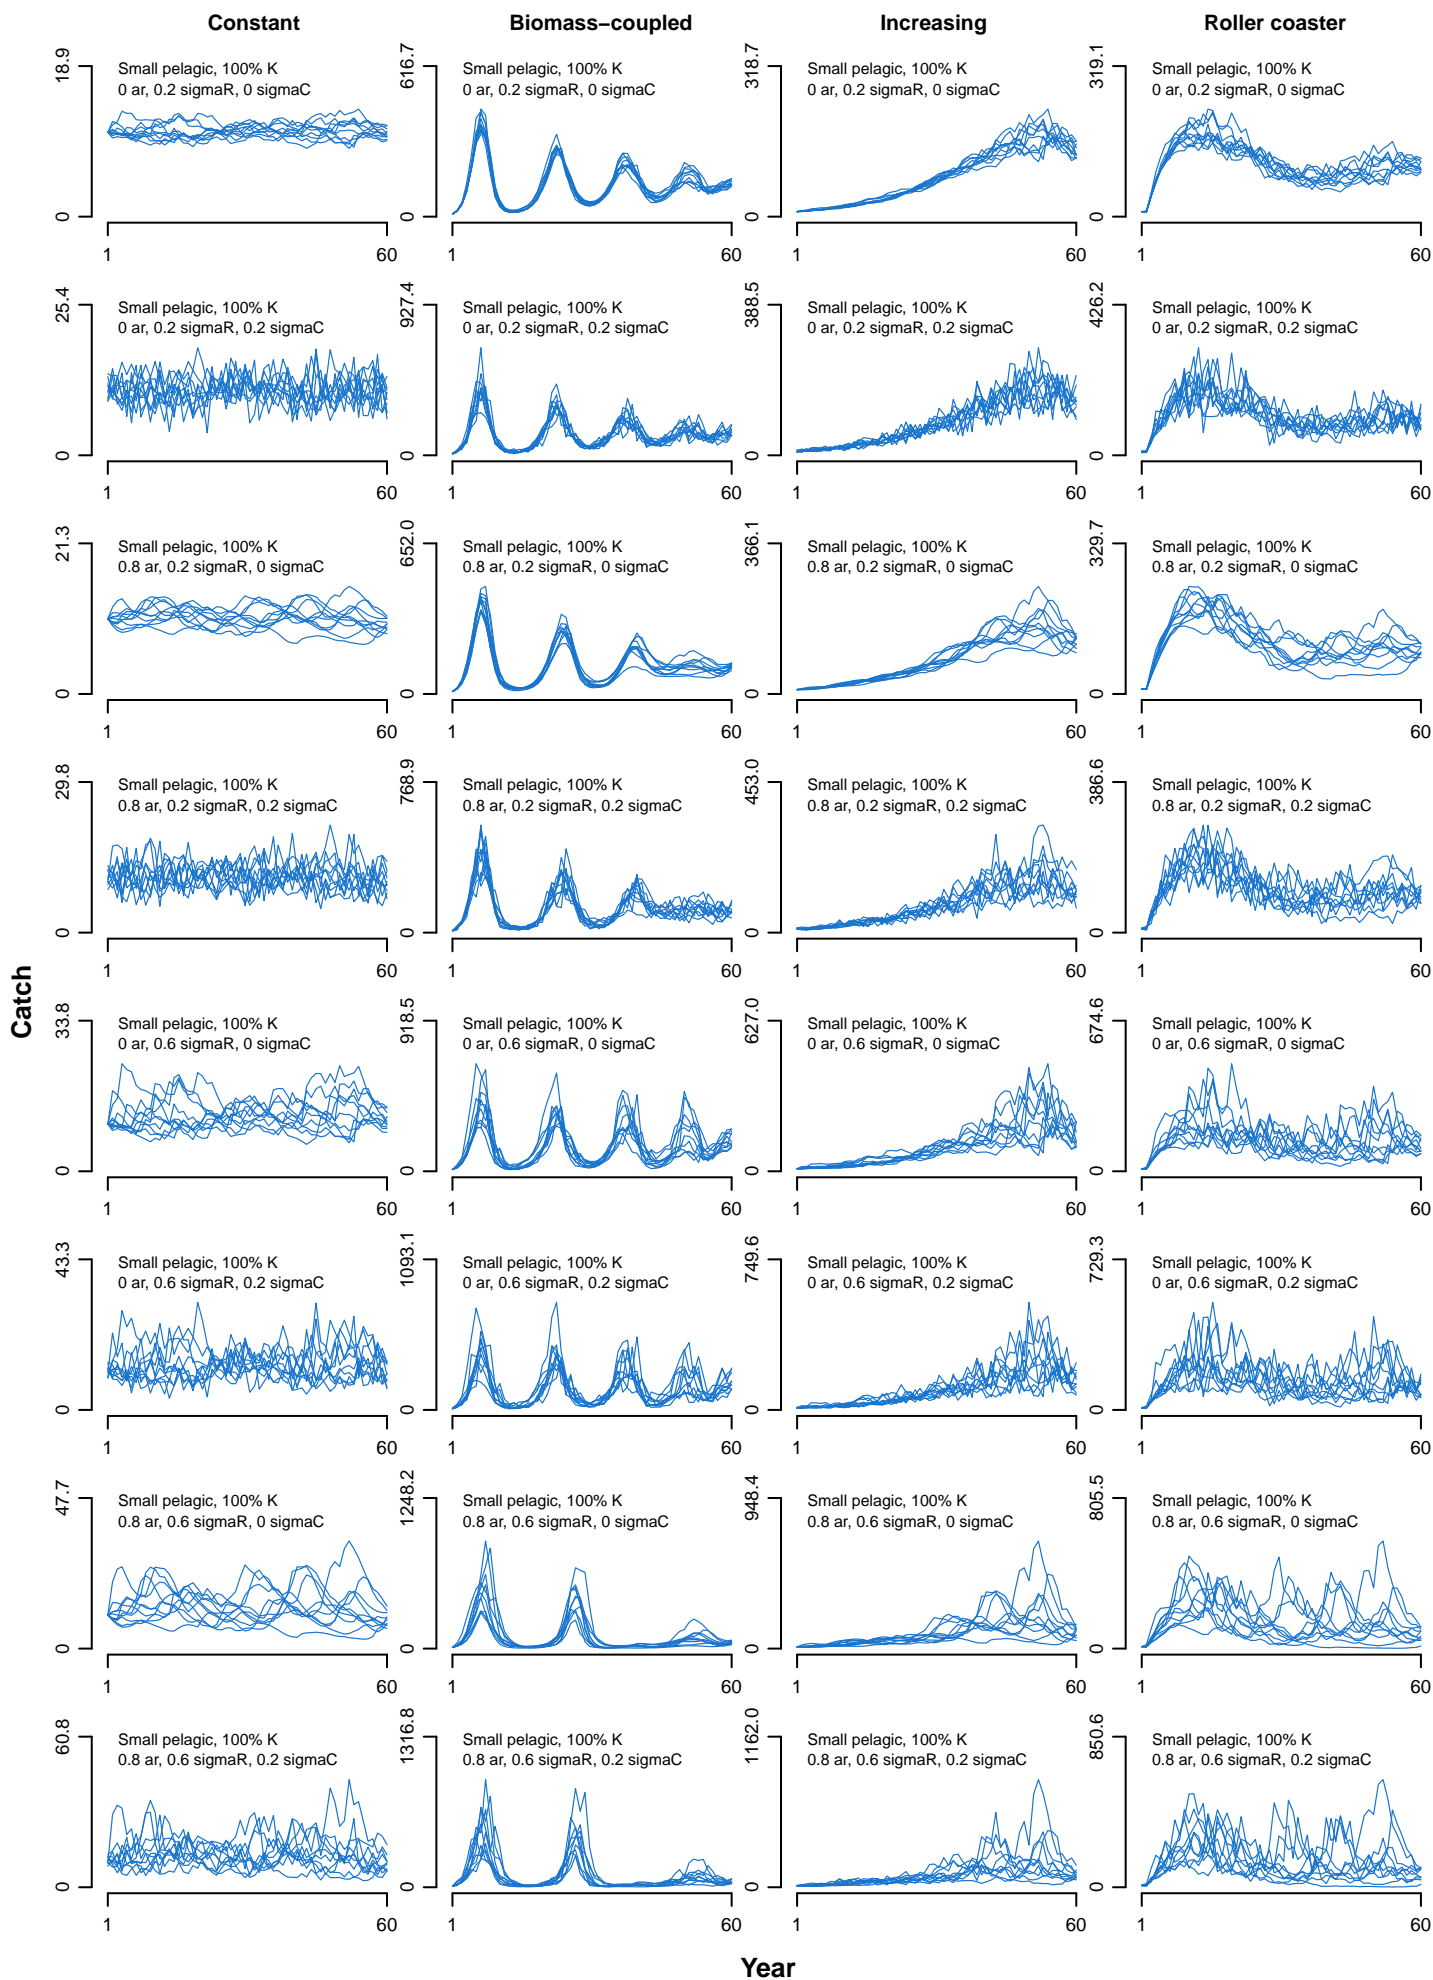 Constant
Biomass–coupled
Increasing
Roller coaster
18.9
0
Small pelagic, 100% K
0 ar, 0.2 sigmaR, 0 sigmaC
1
60
616.7
0
Small pelagic, 100% K
0 ar, 0.2 sigmaR, 0 sigmaC
1
60
318.7
0
Small pelagic, 100% K
0 ar, 0.2 sigmaR, 0 sigmaC
1
60
319.1
0
Small pelagic, 100% K
0 ar, 0.2 sigmaR, 0 sigmaC
1
60
25.4
0
Small pelagic, 100% K
0 ar, 0.2 sigmaR, 0.2 sigmaC
1
60
927.4
0
Small pelagic, 100% K
0 ar, 0.2 sigmaR, 0.2 sigmaC
1
60
388.5
0
Small pelagic, 100% K
0 ar, 0.2 sigmaR, 0.2 sigmaC
1
60
426.2
0
Small pelagic, 100% K
0 ar, 0.2 sigmaR, 0.2 sigmaC
1
60
21.3
0
Small pelagic, 100% K
0.8 ar, 0.2 sigmaR, 0 sigmaC
1
60
652.0
0
Small pelagic, 100% K
0.8 ar, 0.2 sigmaR, 0 sigmaC
1
60
366.1
0
Small pelagic, 100% K
0.8 ar, 0.2 sigmaR, 0 sigmaC
1
60
329.7
0
Small pelagic, 100% K
0.8 ar, 0.2 sigmaR, 0 sigmaC
1
60
29.8
0
Small pelagic, 100% K
0.8 ar, 0.2 sigmaR, 0.2 sigmaC
1
60
768.9
0
Small pelagic, 100% K
0.8 ar, 0.2 sigmaR, 0.2 sigmaC
1
60
453.0
0
Small pelagic, 100% K
0.8 ar, 0.2 sigmaR, 0.2 sigmaC
1
60
386.6
0
Small pelagic, 100% K
0.8 ar, 0.2 sigmaR, 0.2 sigmaC
1
60
Catch
33.8
0
Small pelagic, 100% K
0 ar, 0.6 sigmaR, 0 sigmaC
1
60
918.5
0
Small pelagic, 100% K
0 ar, 0.6 sigmaR, 0 sigmaC
1
60
627.0
0
Small pelagic, 100% K
0 ar, 0.6 sigmaR, 0 sigmaC
1
60
674.6
0
Small pelagic, 100% K
0 ar, 0.6 sigmaR, 0 sigmaC
1
60
43.3
0
Small pelagic, 100% K
0 ar, 0.6 sigmaR, 0.2 sigmaC
1
60
1093.1
0
Small pelagic, 100% K
0 ar, 0.6 sigmaR, 0.2 sigmaC
1
60
749.6
0
Small pelagic, 100% K
0 ar, 0.6 sigmaR, 0.2 sigmaC
1
60
729.3
0
Small pelagic, 100% K
0 ar, 0.6 sigmaR, 0.2 sigmaC
1
60
47.7
0
Small pelagic, 100% K
0.8 ar, 0.6 sigmaR, 0 sigmaC
1
60
1248.2
0
Small pelagic, 100% K
0.8 ar, 0.6 sigmaR, 0 sigmaC
1
60
948.4
0
Small pelagic, 100% K
0.8 ar, 0.6 sigmaR, 0 sigmaC
1
60
805.5
0
Small pelagic, 100% K
0.8 ar, 0.6 sigmaR, 0 sigmaC
1
60
60.8
0
Small pelagic, 100% K
0.8 ar, 0.6 sigmaR, 0.2 sigmaC
1
60
1316.8
0
Small pelagic, 100% K
0.8 ar, 0.6 sigmaR, 0.2 sigmaC
1
60
1162.0
0
Small pelagic, 100% K
0.8 ar, 0.6 sigmaR, 0.2 sigmaC
1
60
850.6
0
Small pelagic, 100% K
0.8 ar, 0.6 sigmaR, 0.2 sigmaC
1
60
Year